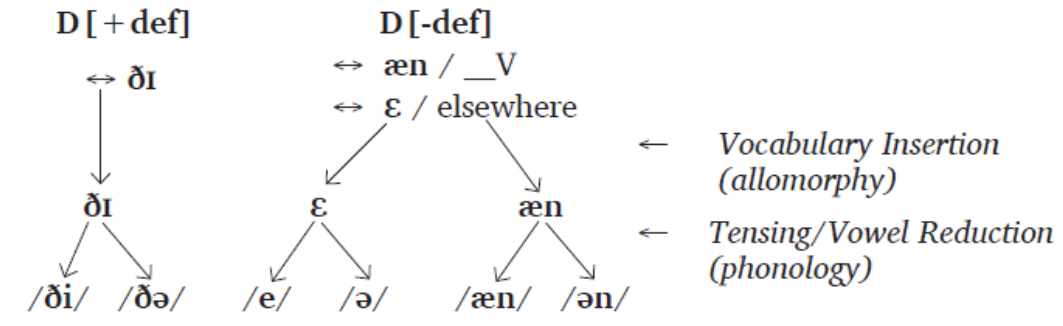 D[+def] D[-def]
↔ ðɪ ↔ æn / __V
↔ ɛ / elsewhere
← Vocabulary Insertion
(allomorphy)
ðɪ ɛ æn
← Tensing/Vowel Reduction
(phonology)
/ði/ /ðə/ /e/ /ə/ /æn/ /ən/